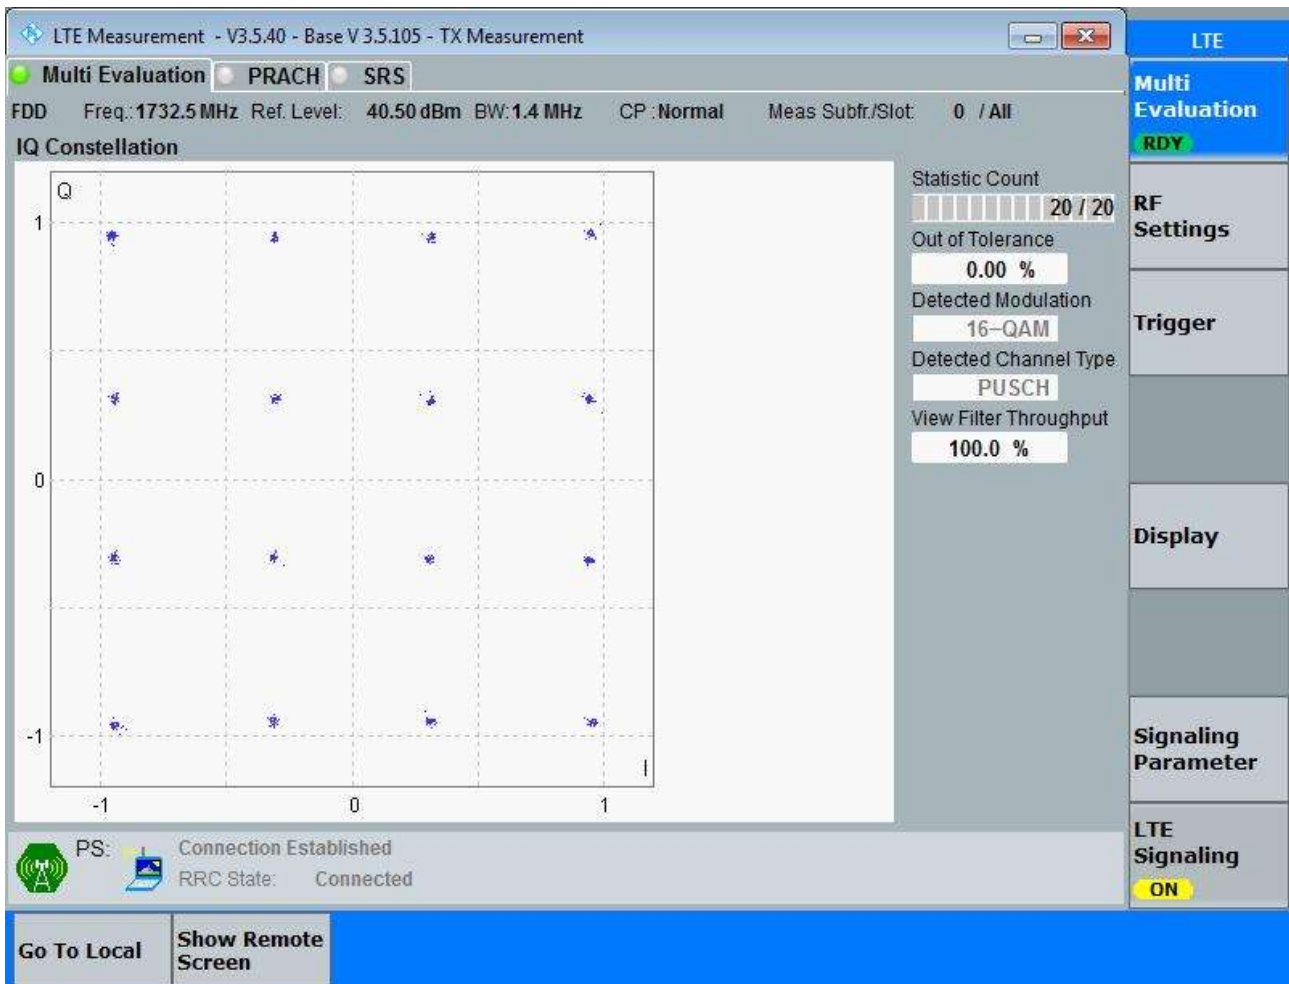 LTE Measurement - V3.5.40 - Base V 3.5.105 - TX Measurement
LTE
Multi Evaluation PRACH SRS
FDD Freq.: 1732.5 MHz Ref. Level: 40.50 dBm BW: 1.4 MHz CP : Normal Meas Subfr./Slot: 0 / All
IQ Constellation
Q
1
0
-1
I
-1 0 1
Statistic Count
20 / 20
Out of Tolerance
0.00 %
Detected Modulation
16-QAM
Detected Channel Type
PUSCH
View Filter Throughput
100.0 %
Multi
Evaluation
RDY
RF
Settings
Trigger
Display
Signaling
Parameter
LTE
Signaling
ON
PS: Connection Established
RRC State: Connected
Go To Local
Show Remote
Screen